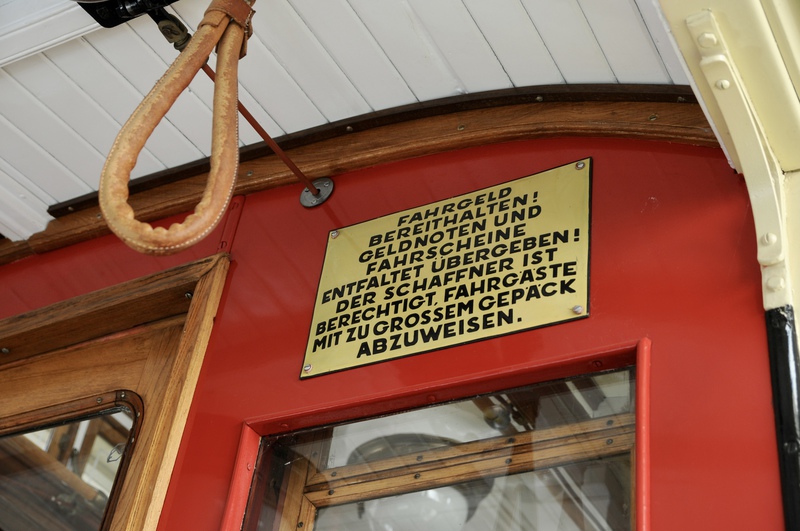 FAHRGELD
BEREITHALTEN!
GELDNOTEN UND
FAHRSCHEINE
ENTFALTET ÜBERGEBEN!
DER SCHAFFNER IST
BERECHTIGT, FAHRGÄSTE
MIT ZU GROSSEM GEPÄCK
ABZUWEISEN.